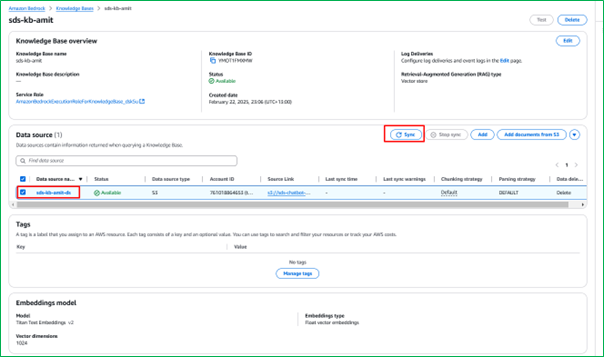 Amazon Bedrock > Knowledge Bases > sds-kb-amit
sds-kb-amit
Test
Delete
Knowledge Base overview
Edit
Knowledge Base name
sds-kb-amit
Knowledge Base ID
YMOT1FMXHW
Log Deliveries
Configure log deliveries and event logs in the Edit page.
Knowledge Base description
—
Status
Available
Retrieval-Augmented Generation (RAG) type
Vector store
Service Role
Created date
February 22, 2025, 23:06 (UTC+13:00)
Data source (1)
Sync
Stop sync
Add
Add documents from S3
Data sources contain information returned when querying a Knowledge Base.
Find data source
1
Data source na... Status Data source type Account ID Source Link Last sync time Last sync warnings Chunking strategy Parsing strategy Data dele...
sds-kb-amit-ds Available S3 761018864033 (t... s3://sds-chatbot-... - - Default DEFAULT Delete
Tags
A tag is a label that you assign to an AWS resource. Each tag consists of a key and an optional value. You can use tags to search and filter your resources or track your AWS costs.
Key Value
No tags
Manage tags
Embeddings model
Model
Titan Text Embeddings v2
Embeddings type
Float vector embeddings
Vector dimensions
1024